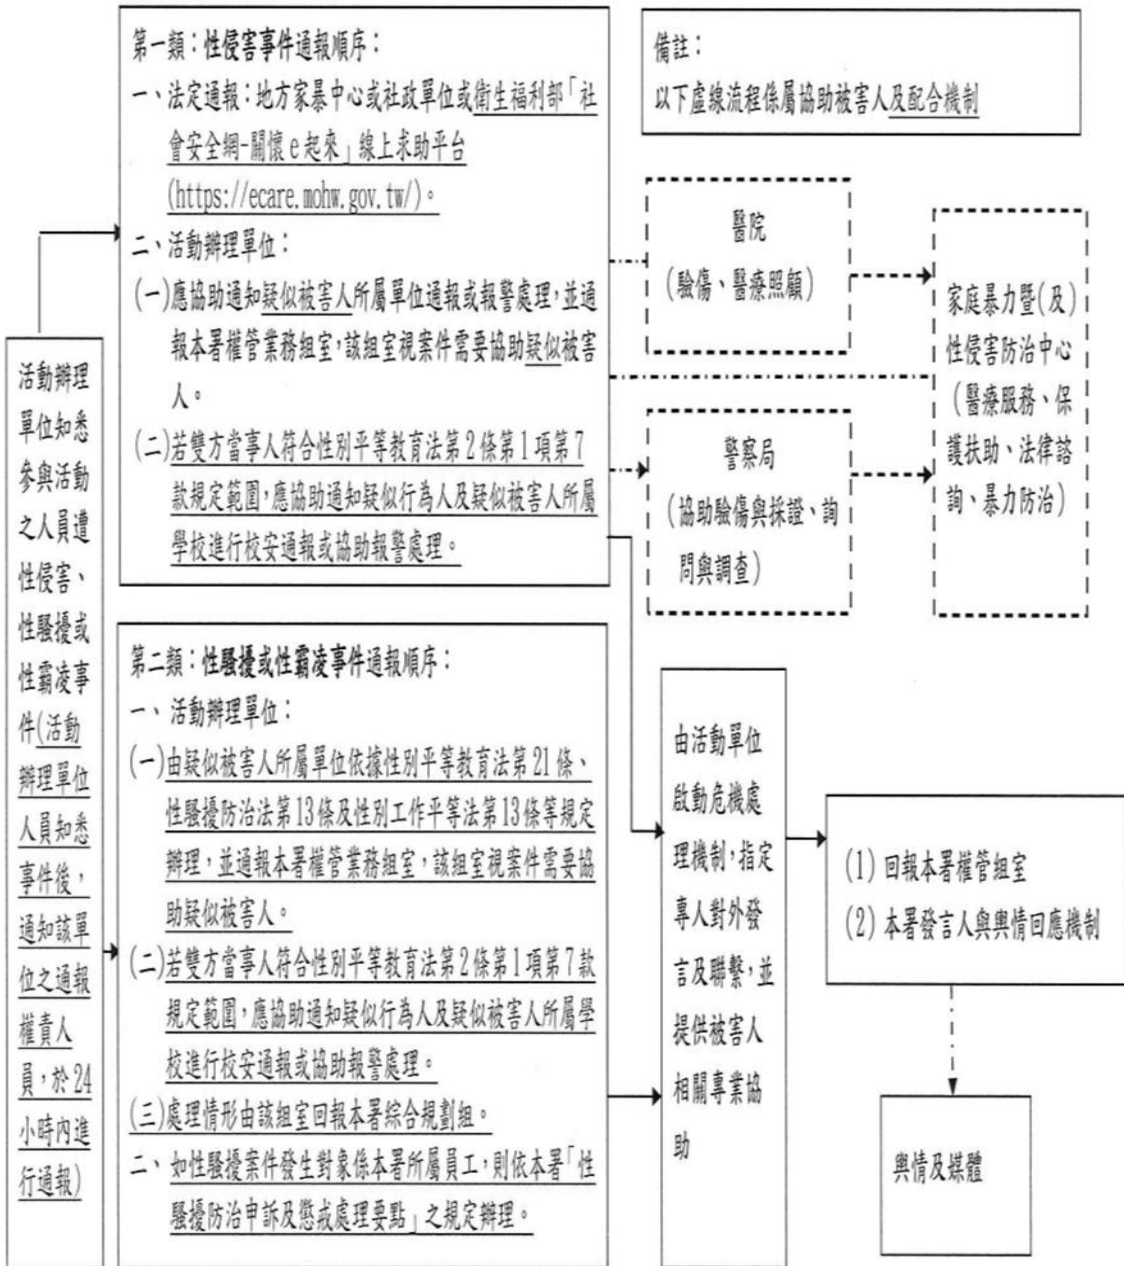 活動辦理
單位知悉
參與活動
之人員遭
性侵害、
性騷擾或
性霸凌事
件(活動
辦理單位
人員知悉
事件後，
通知該單
位之通報
權責人
員，於24
小時內進
行通報)
第一類：性侵害事件通報順序：
一、法定通報：地方家暴中心或社政單位或衛生福利部「社
會安全網-關懷e起來」線上求助平台
(https://ecare.mohw.gov.tw/)。
二、活動辦理單位：
(一)應協助通知疑似被害人所屬單位通報或報警處理，並通
報本署權管業務組室，該組室視案件需要協助疑似被害
人。
(二)若雙方當事人符合性別平等教育法第2條第1項第7
款規定範圍，應協助通知疑似行為人及疑似被害人所屬
學校進行校安通報或協助報警處理。
第二類：性騷擾或性霸凌事件通報順序：
一、活動辦理單位：
(一)由疑似被害人所屬單位依據性別平等教育法第21條、
性騷擾防治法第13條及性別工作平等法第13條等規定
辦理，並通報本署權管業務組室，該組室視案件需要協
助疑似被害人。
(二)若雙方當事人符合性別平等教育法第2條第1項第7款
規定範圍，應協助通知疑似行為人及疑似被害人所屬學
校進行校安通報或協助報警處理。
(三)處理情形由該組室回報本署綜合規劃組。
二、如性騷擾案件發生對象係本署所屬員工，則依本署「性
騷擾防治申訴及懲戒處理要點」之規定辦理。
備註：
以下虛線流程係屬協助被害人及配合機制
醫院
(驗傷、醫療照顧)
警察局
(協助驗傷與採證、詢
問與調查)
家庭暴力暨(及)
性侵害防治中心
(醫療服務、保
護扶助、法律諮
詢、暴力防治)
由活動單位
啟動危機處
理機制，指定
專人對外發
言及聯繫，並
提供被害人
相關專業協
助
(1) 回報本署權管組室
(2) 本署發言人與輿情回應機制
輿情及媒體